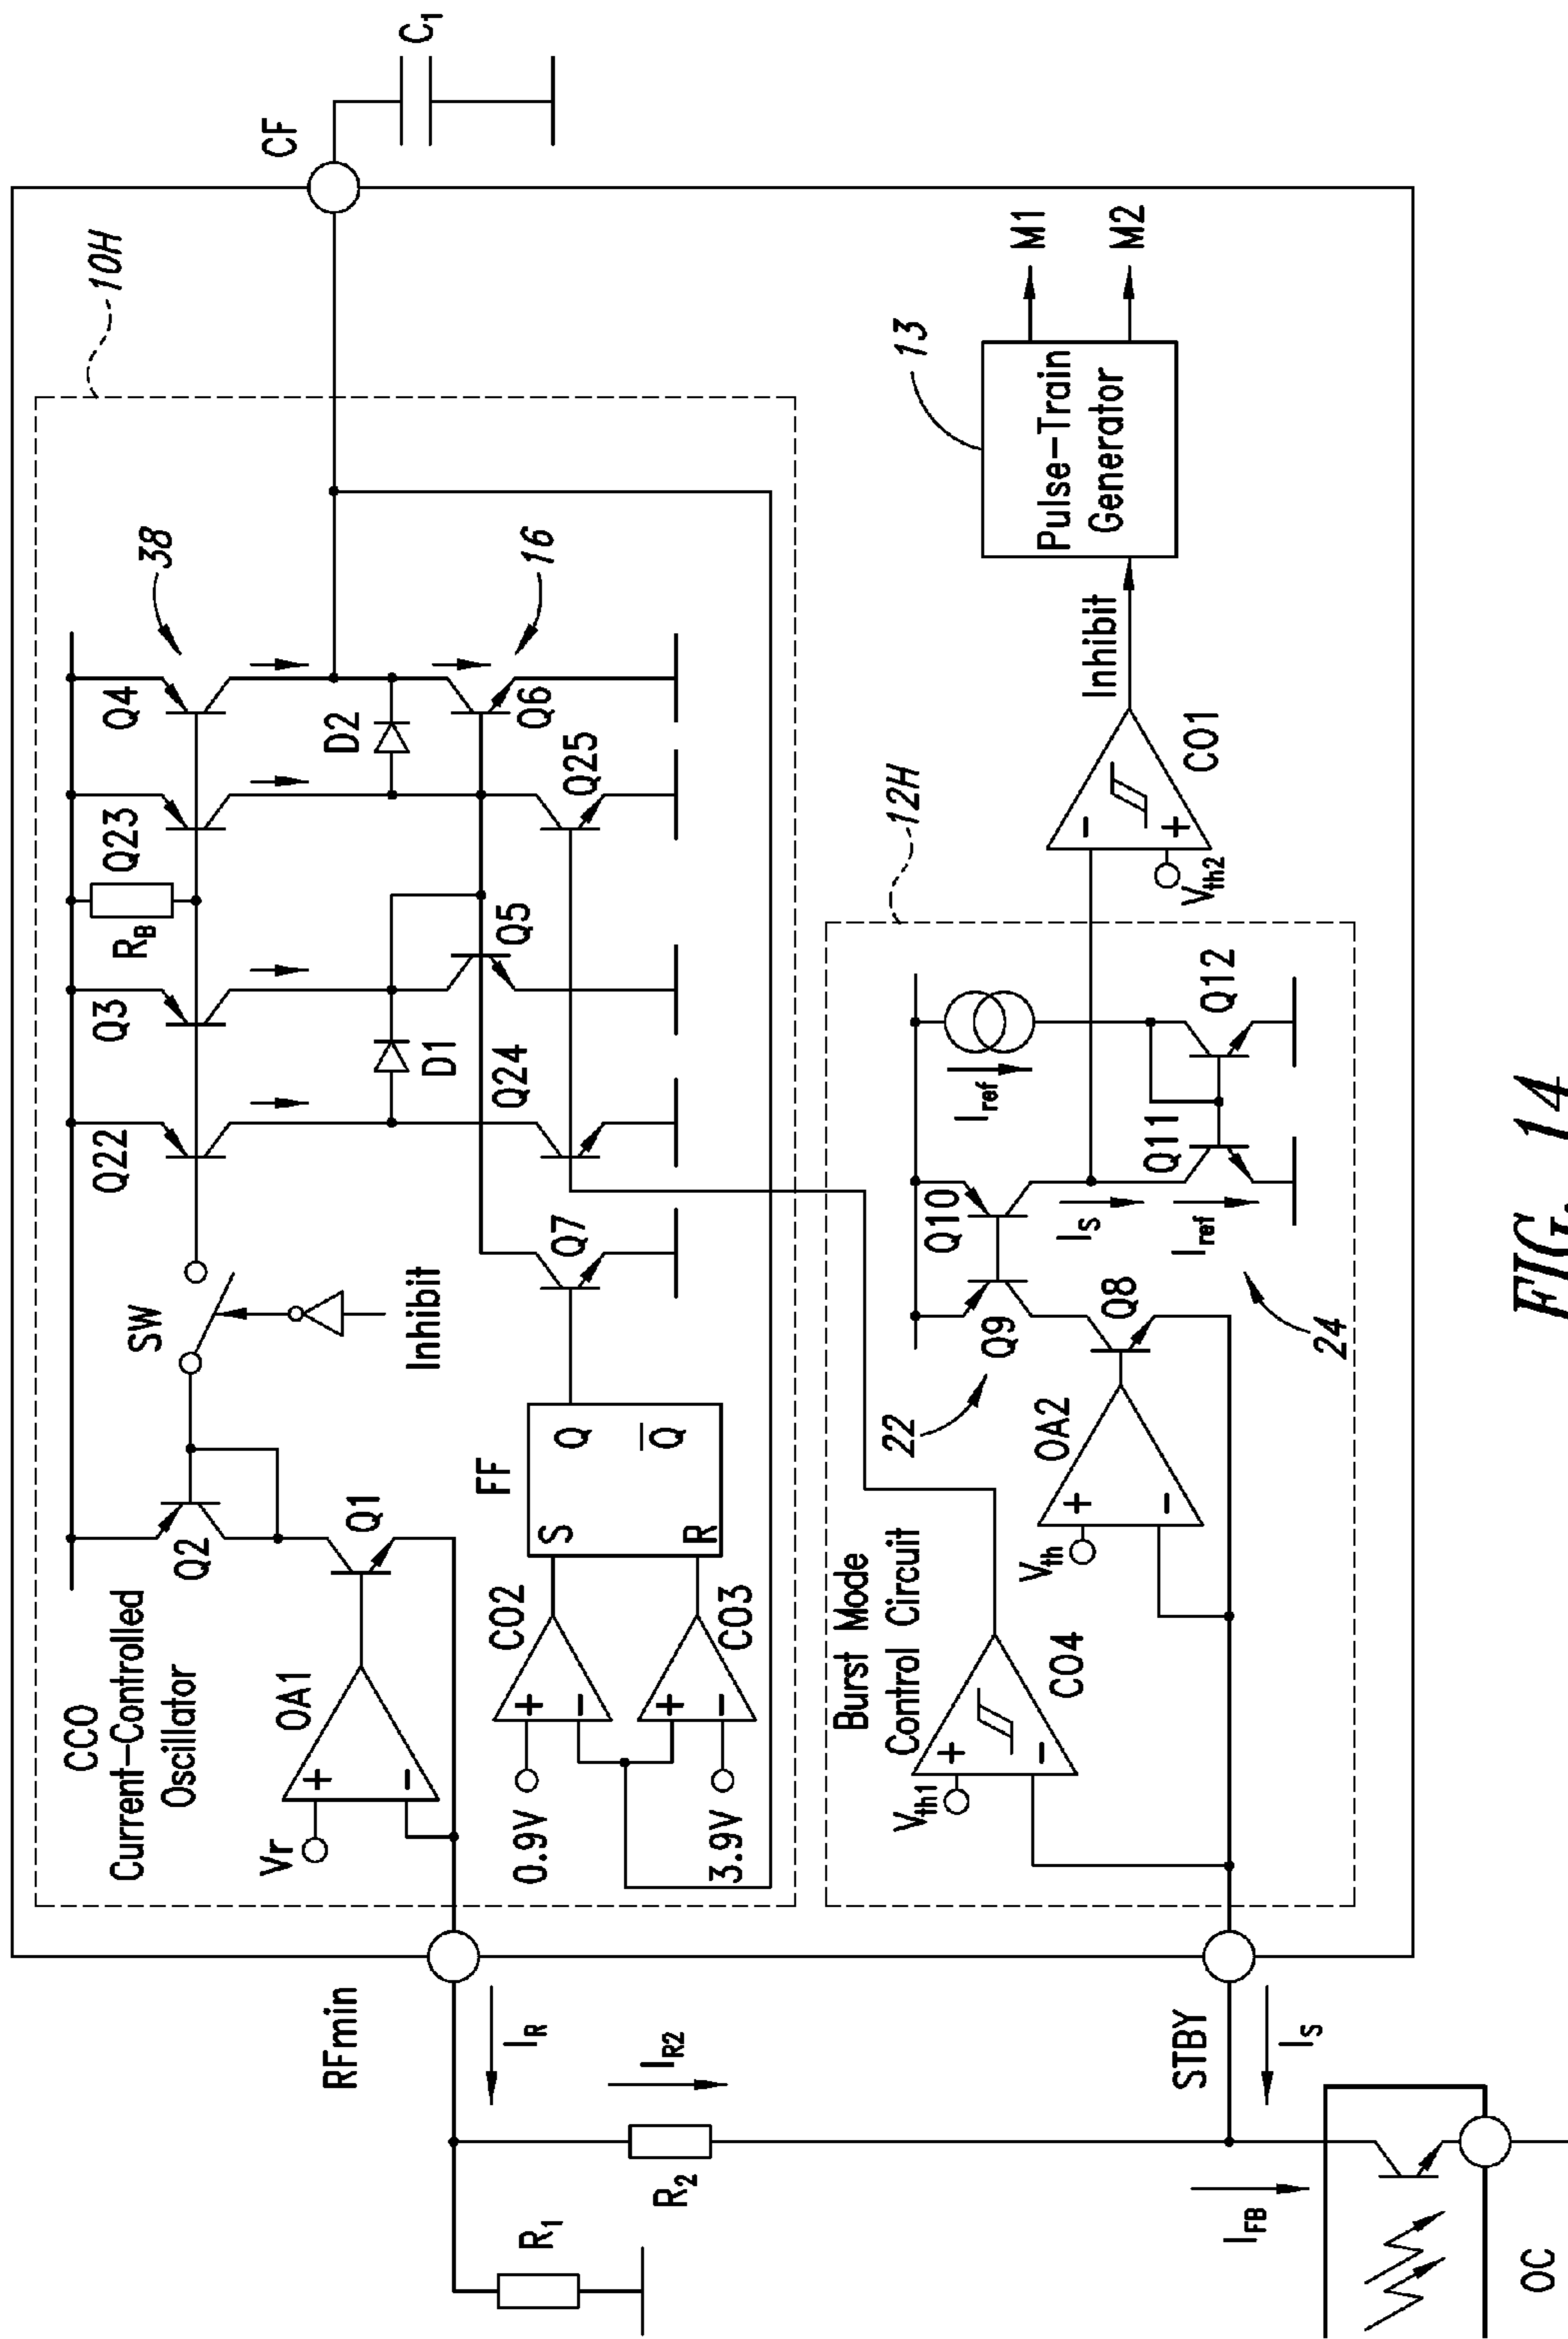 CCO
Current-Controlled
Oscillator
10H
38
16
CF
C1
Q2
Q1
OA1
Vr
+
-
SW
Inhibit
Q22
Q3
RB
Q23
Q4
D1
D2
Q5
Q6
Q24
Q25
Q7
FF
S
R
Q
Q̅
CO2
+
-
CO3
+
-
0.9V
3.9V
RFmin
IR
IR2
R1
R2
STBY
IS
IFB
OC
Burst Mode
Control Circuit
12H
CO4
Vth1
+
-
OA2
Vth
+
-
Q8
Q9
Q10
22
IS
Iref
Iref
Q11
Q12
24
CO1
-
+
Vth2
Inhibit
Pulse-Train
Generator
13
M1
M2
FIG. 14